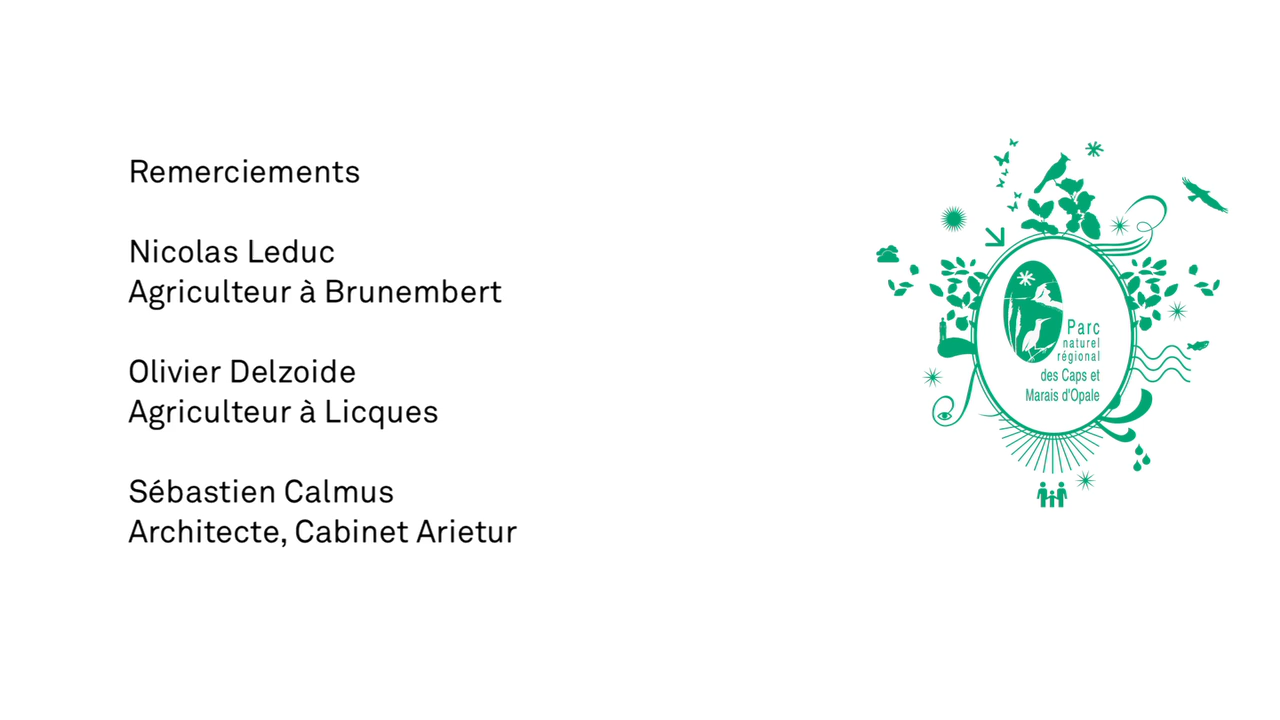 Remerciements
Nicolas Leduc
Agriculteur à Brunembert
Olivier Delzoide
Agriculteur à Licques
Sébastien Calmus
Architecte, Cabinet Arietur
Parc
naturel
régional
des Caps et
Marais d'Opale